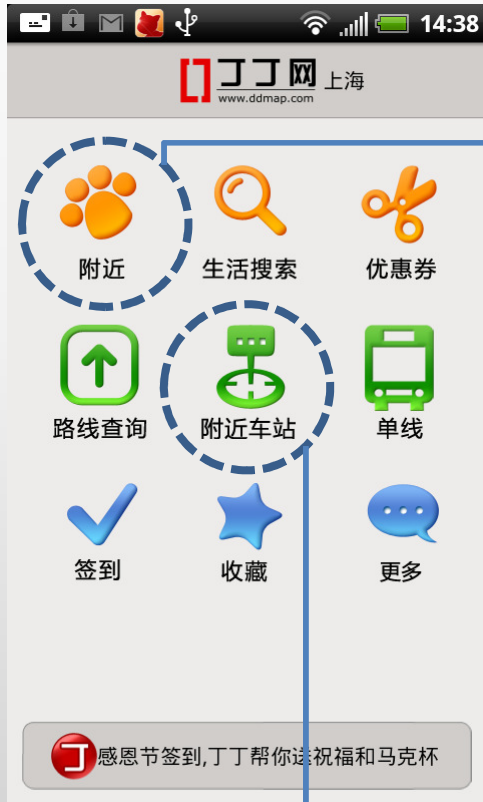 14:38
丁丁网 上海
www.ddmap.com
附近 生活搜索 优惠券
路线查询 附近车站 单线
签到 收藏 更多
丁 感恩节签到,丁丁帮你送祝福和马克杯